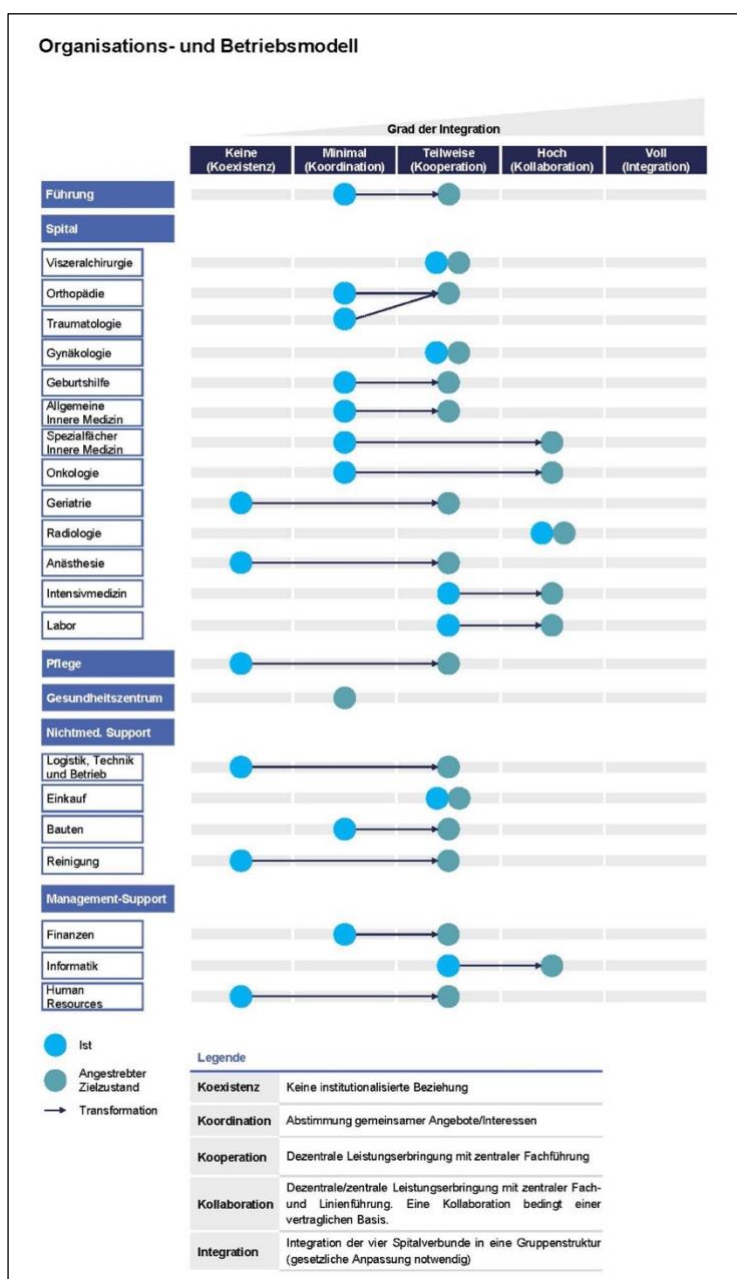 Organisations- und Betriebsmodell
Grad der Integration
Keine
(Koexistenz)
Minimal
(Koordination)
Teilweise
(Kooperation)
Hoch
(Kollaboration)
Voll
(Integration)
Führung
Spital
Viszeralchirurgie
Orthopädie
Traumatologie
Gynäkologie
Geburtshilfe
Allgemeine
Innere Medizin
Spezialfächer
Innere Medizin
Onkologie
Geriatrie
Radiologie
Anästhesie
Intensivmedizin
Labor
Pflege
Gesundheitszentrum
Nichtmed. Support
Logistik, Technik
und Betrieb
Einkauf
Bauten
Reinigung
Management-Support
Finanzen
Informatik
Human
Resources
Ist
Angestrebter
Zielzustand
Transformation
Legende
Koexistenz Keine institutionalisierte Beziehung
Koordination Abstimmung gemeinsamer Angebote/Interessen
Kooperation Dezentrale Leistungserbringung mit zentraler Fachführung
Kollaboration Dezentrale/zentrale Leistungserbringung mit zentraler Fach-
und Linienführung. Eine Kollaboration bedingt einer
vertraglichen Basis.
Integration Integration der vier Spitalverbunde in eine Gruppenstruktur
(gesetzliche Anpassung notwendig)